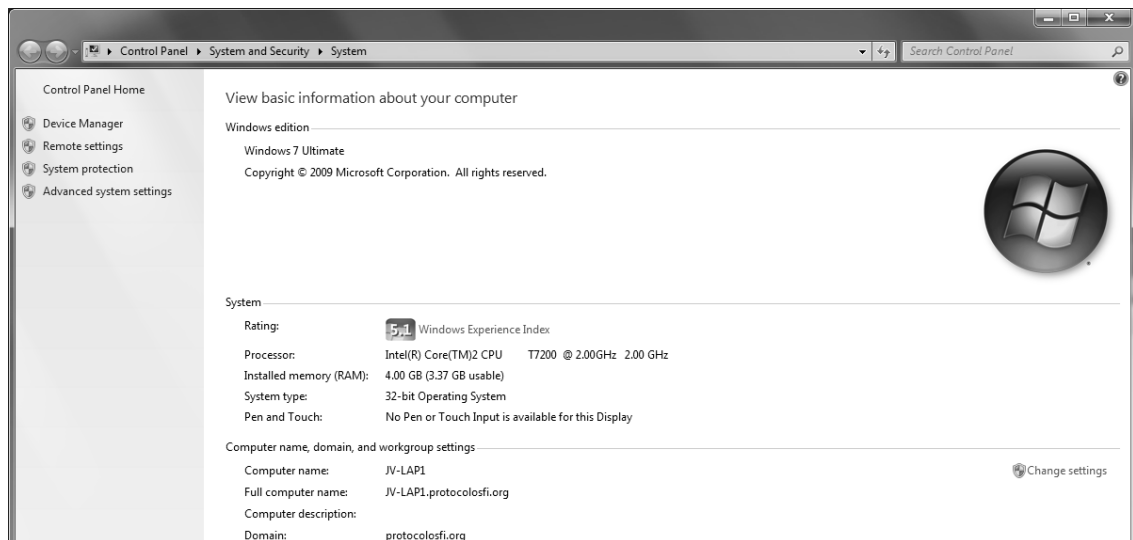 Control Panel ▸ System and Security ▸ System
Search Control Panel
Control Panel Home
Device Manager
Remote settings
System protection
Advanced system settings
View basic information about your computer
Windows edition
Windows 7 Ultimate
Copyright © 2009 Microsoft Corporation. All rights reserved.
System
Rating: 5,1 Windows Experience Index
Processor: Intel(R) Core(TM)2 CPU T7200 @ 2.00GHz 2.00 GHz
Installed memory (RAM): 4.00 GB (3.37 GB usable)
System type: 32-bit Operating System
Pen and Touch: No Pen or Touch Input is available for this Display
Computer name, domain, and workgroup settings
Computer name: JV-LAP1 Change settings
Full computer name: JV-LAP1.protocolosfi.org
Computer description:
Domain: protocolosfi.org